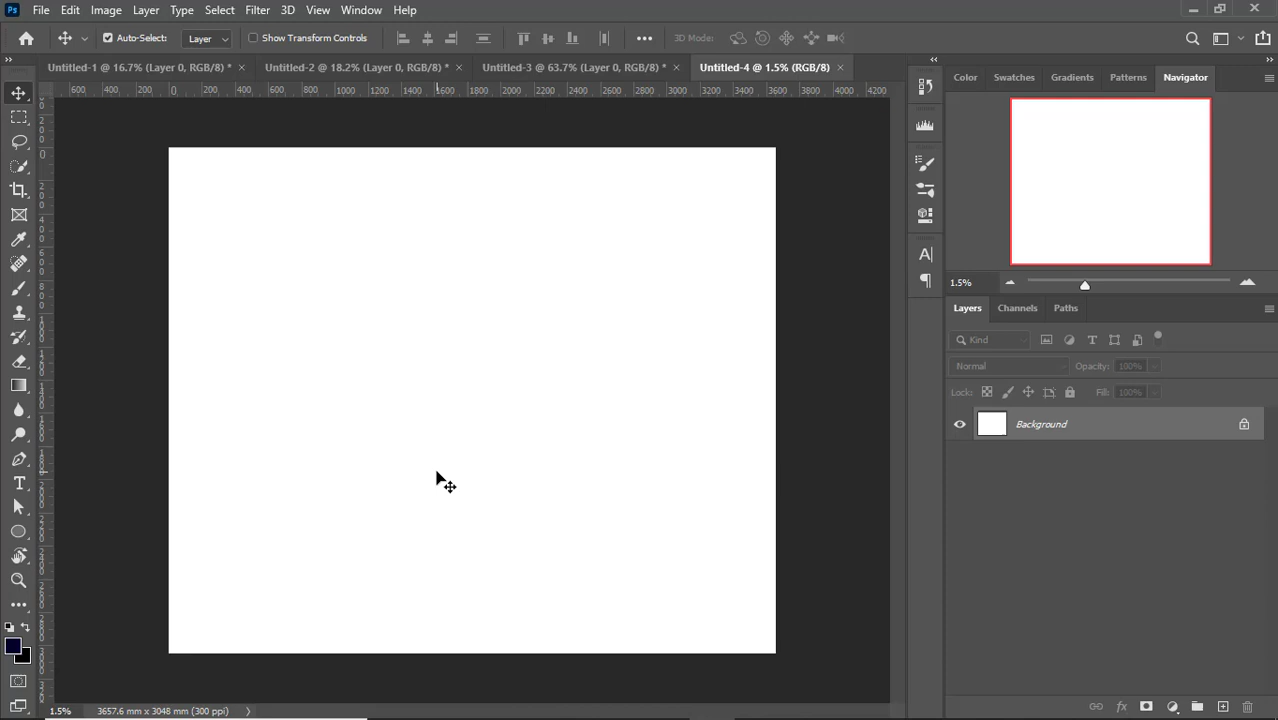 Ps File Edit Image Layer Type Select Filter 3D View Window Help
Auto-Select: Layer Show Transform Controls 3D Mode:
Untitled-1 @ 16.7% (Layer 0, RGB/8) * Untitled-2 @ 18.2% (Layer 0, RGB/8) * Untitled-3 @ 63.7% (Layer 0, RGB/8) * Untitled-4 @ 1.5% (RGB/8)
Color Swatches Gradients Patterns Navigator
600 400 200 0 200 400 600 800 1000 1200 1400 1600 1800 2000 2200 2400 2600 2800 3000 3200 3400 3600 3800 4000 4200
1.5%
Layers Channels Paths
Kind
Normal Opacity: 100%
Lock: Fill: 100%
Background
1.5% 3657.6 mm x 3048 mm (300 ppi)